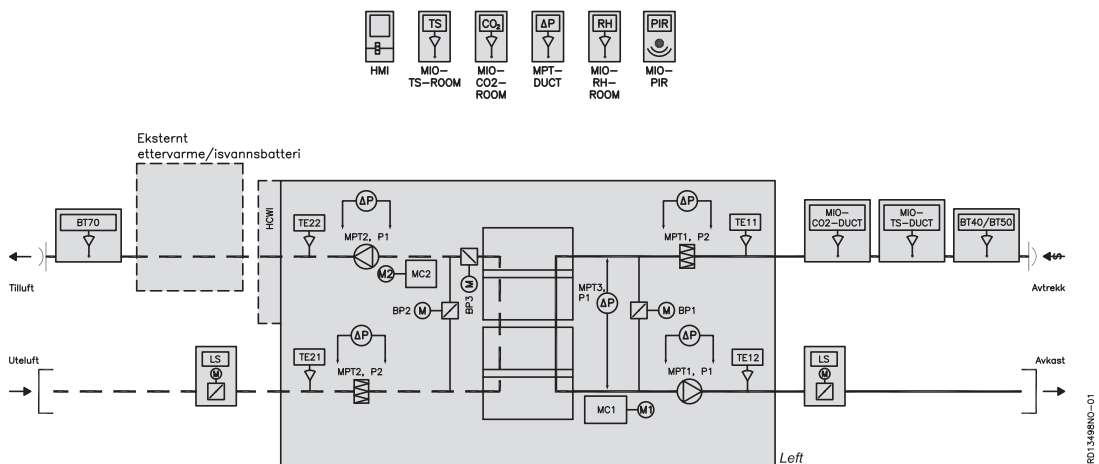 TS
CO₂
ΔP
RH
PIR
HMI
MIO-
TS-ROOM
MIO-
CO2-
ROOM
MPT-
DUCT
MIO-
RH-
ROOM
MIO-
PIR
Eksternt
ettervarme/isvannsbatteri
BT70
HCWI
TE22
ΔP
MPT2, P1
M2
MC2
BP2
M
M
BP3
ΔP
MPT1, P2
TE11
MIO-
CO2-DUCT
MIO-
TS-DUCT
BT40/BT50
MPT3,
P1
ΔP
M
BP1
Tilluft
Avtrekk
Uteluft
LS
M
TE21
ΔP
MPT2, P2
MC1
M1
ΔP
MPT1, P1
TE12
LS
M
Avkast
Left
RD13498NO-01